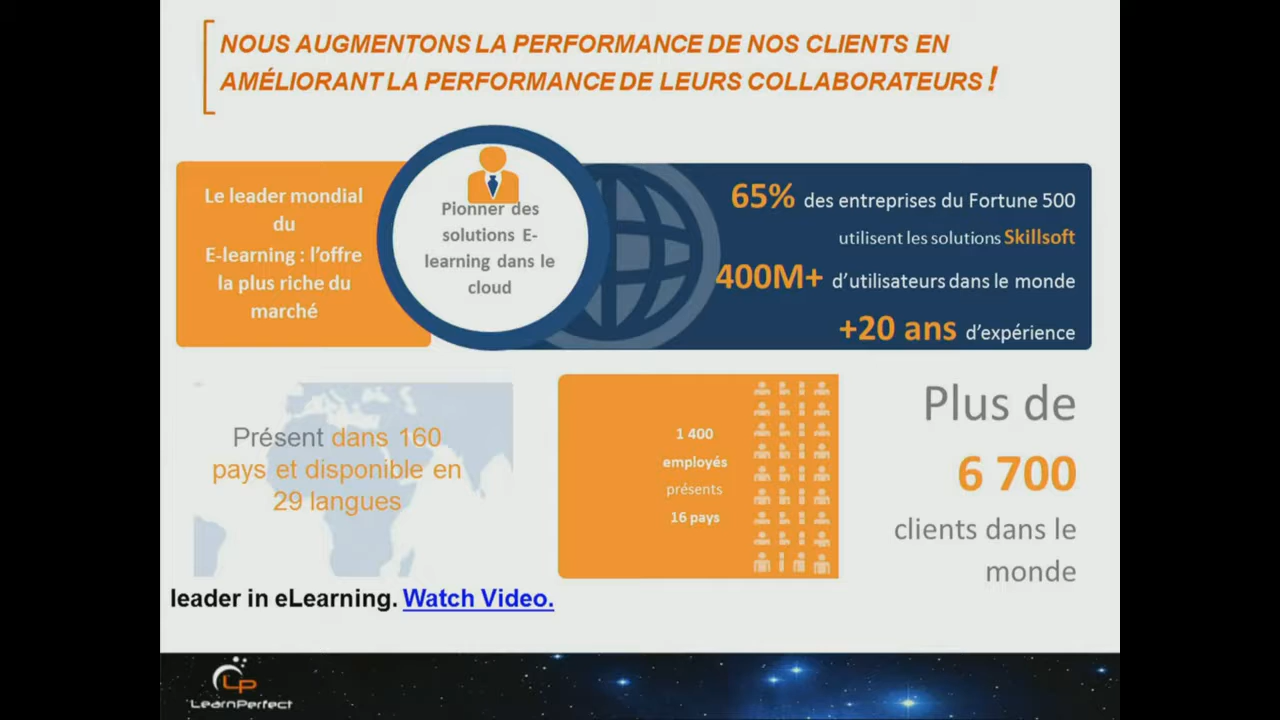 NOUS AUGMENTONS LA PERFORMANCE DE NOS CLIENTS EN
AMÉLIORANT LA PERFORMANCE DE LEURS COLLABORATEURS !
Le leader mondial
du
E-learning : l'offre
la plus riche du
marché
Pionner des
solutions E-
learning dans le
cloud
65% des entreprises du Fortune 500
utilisent les solutions Skillsoft
400M+ d'utilisateurs dans le monde
+20 ans d'expérience
Présent dans 160
pays et disponible en
29 langues
1 400
employés
présents
16 pays
Plus de
6 700
clients dans le
monde
leader in eLearning. Watch Video.
LP
LearnPerfect